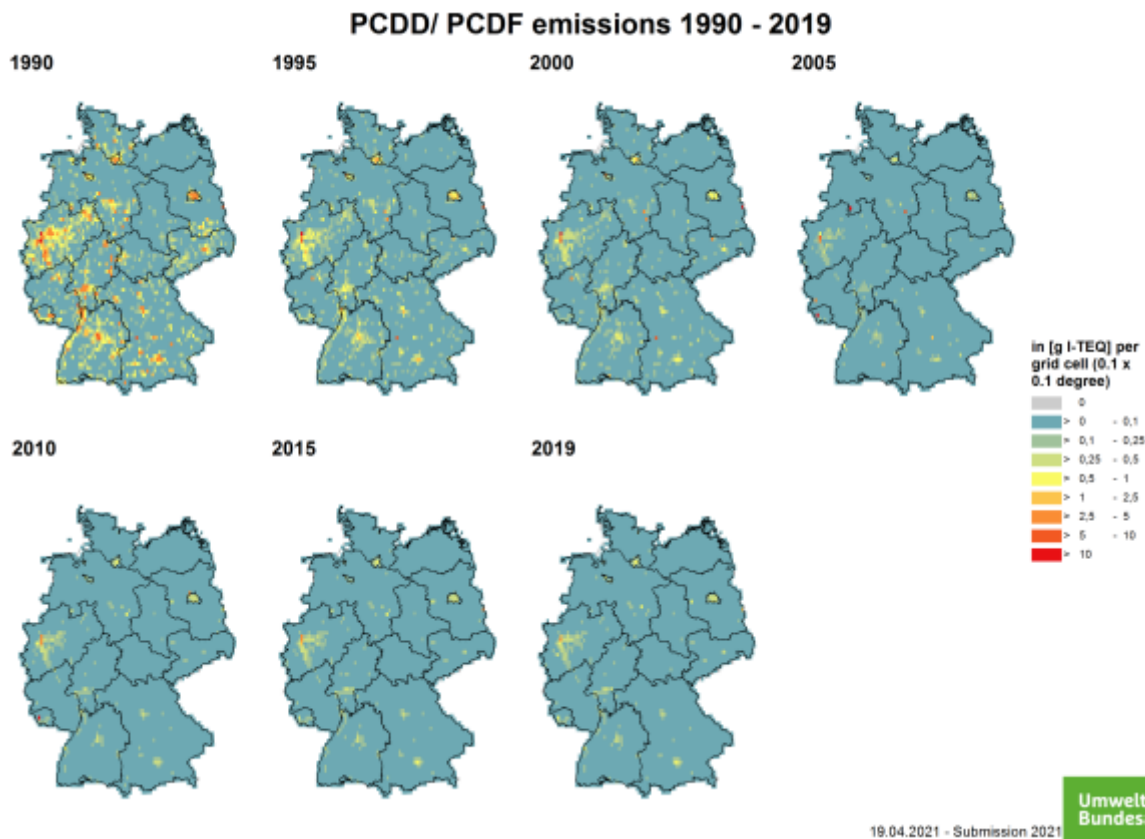 PCDD/ PCDF emissions 1990 - 2019
1990
1995
2000
2005
in [g I-TEQ] per
grid cell (0.1 x
0.1 degree)
0
> 0 - 0,1
> 0,1 - 0,25
> 0,25 - 0,5
> 0,5 - 1
> 1 - 2,5
> 2,5 - 5
> 5 - 10
> 10
2010
2015
2019
Umwelt
Bundes
19.04.2021 - Submission 2021